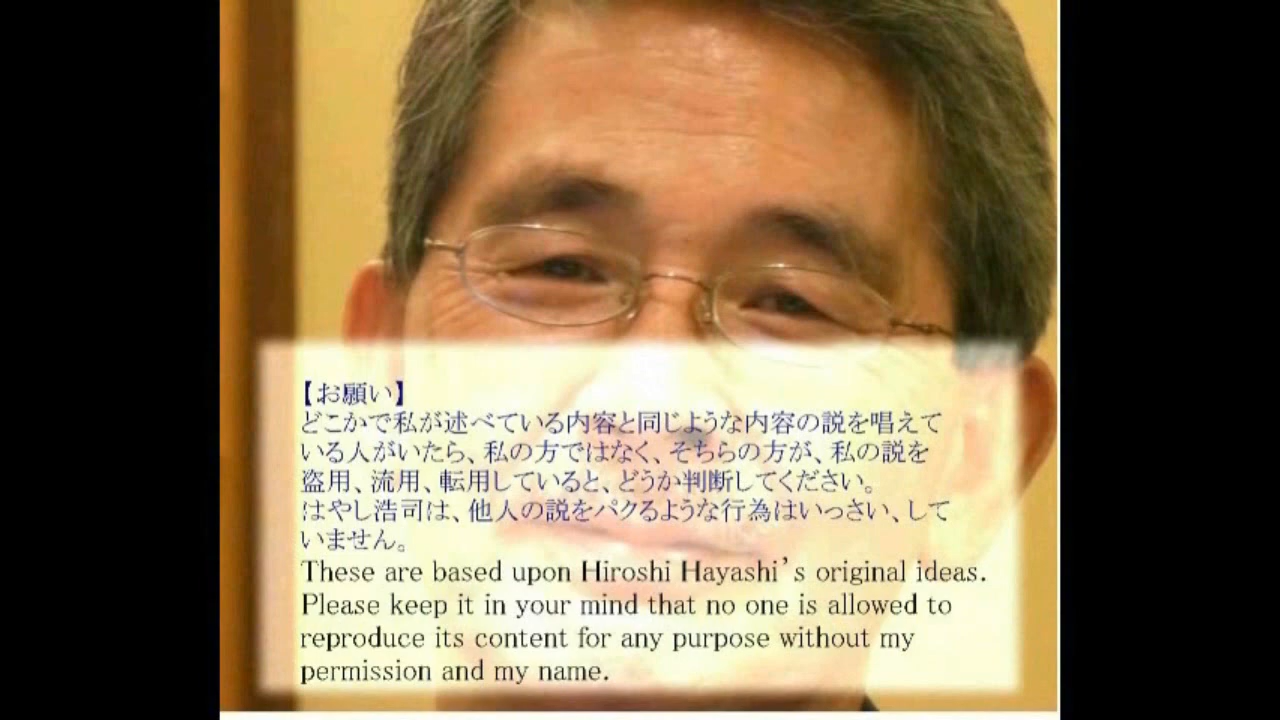 【お願い】
どこかで私が述べている内容と同じような内容の説を唱えて
いる人がいたら、私の方ではなく、そちらの方が、私の説を
盗用、流用、転用していると、どうか判断してください。
はやし浩司は、他人の説をパクるような行為はいっさい、して
いません。
These are based upon Hiroshi Hayashi’s original ideas.
Please keep it in your mind that no one is allowed to
reproduce its content for any purpose without my
permission and my name.